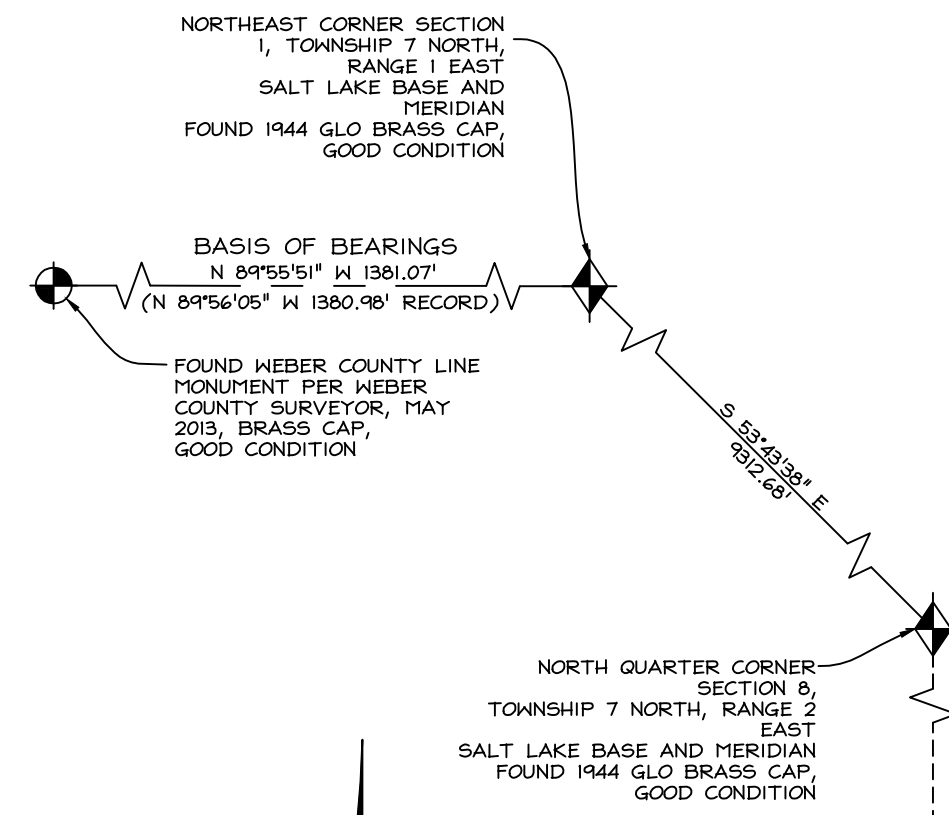 NORTHEAST CORNER SECTION
1, TOWNSHIP 7 NORTH,
RANGE 1 EAST
SALT LAKE BASE AND
MERIDIAN
FOUND 1944 GLO BRASS CAP,
GOOD CONDITION
BASIS OF BEARINGS
N 89°55'51" W 1381.07'
(N 89°56'05" W 1380.98' RECORD)
FOUND WEBER COUNTY LINE
MONUMENT PER WEBER
COUNTY SURVEYOR, MAY
2013, BRASS CAP,
GOOD CONDITION
S 53°43'38" E
9312.68'
NORTH QUARTER CORNER
SECTION 8,
TOWNSHIP 7 NORTH, RANGE 2
EAST
SALT LAKE BASE AND MERIDIAN
FOUND 1944 GLO BRASS CAP,
GOOD CONDITION